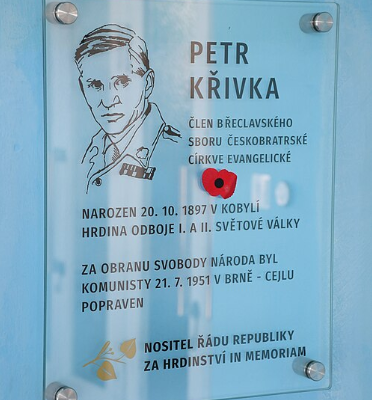 PETR
KŘIVKA
ČLEN BŘECLAVSKÉHO
SBORU ČESKOBRATRSKÉ
CÍRKVE EVANGELICKÉ
NAROZEN 20. 10. 1897 V KOBYLÍ
HRDINA ODBOJE I. A II. SVĚTOVÉ VÁLKY
ZA OBRANU SVOBODY NÁRODA BYL
KOMUNISTY 21. 7. 1951 V BRNĚ - CEJLU
POPRAVEN
NOSITEL ŘÁDU REPUBLIKY
ZA HRDINSTVÍ IN MEMORIAM